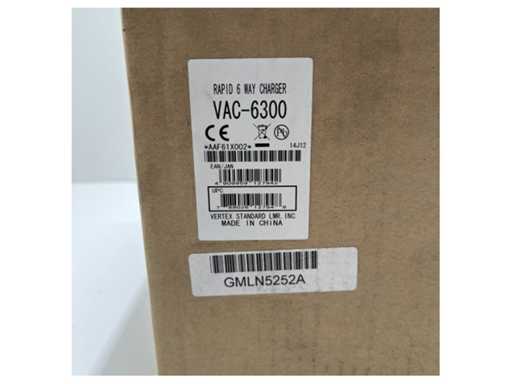 RAPID 6 WAY CHARGER
VAC-6300
CE
*AAF61X002*
14J12
EAN/JAN
UPC
VERTEX STANDARD LMR, INC
MADE IN CHINA
GMLN5252A